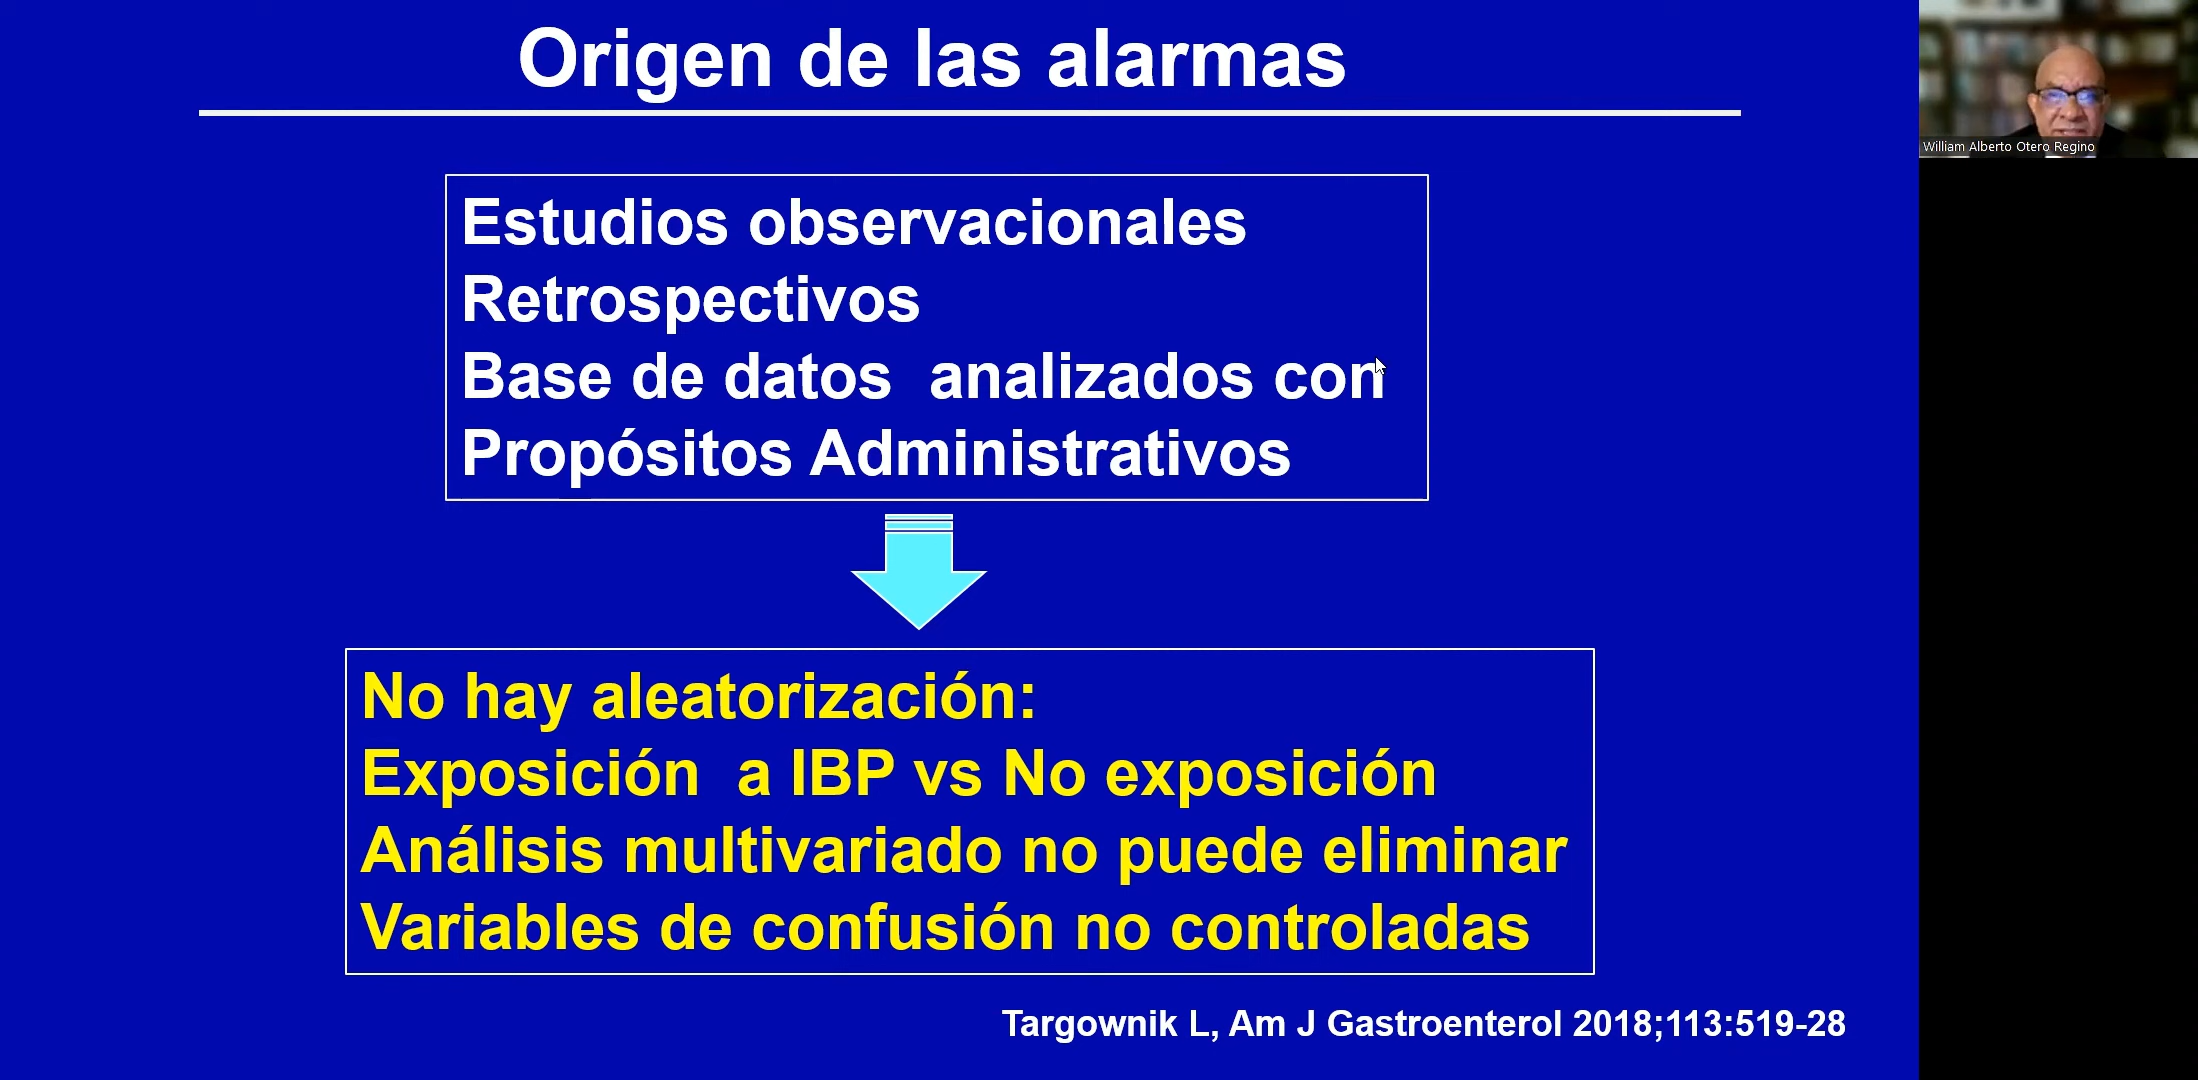 Origen de las alarmas
William Alberto Otero Regino
Estudios observacionales
Retrospectivos
Base de datos  analizados con
Propósitos Administrativos
No hay aleatorización:
Exposición  a IBP vs No exposición
Análisis multivariado no puede eliminar
Variables de confusión no controladas
Targownik L, Am J Gastroenterol 2018;113:519-28